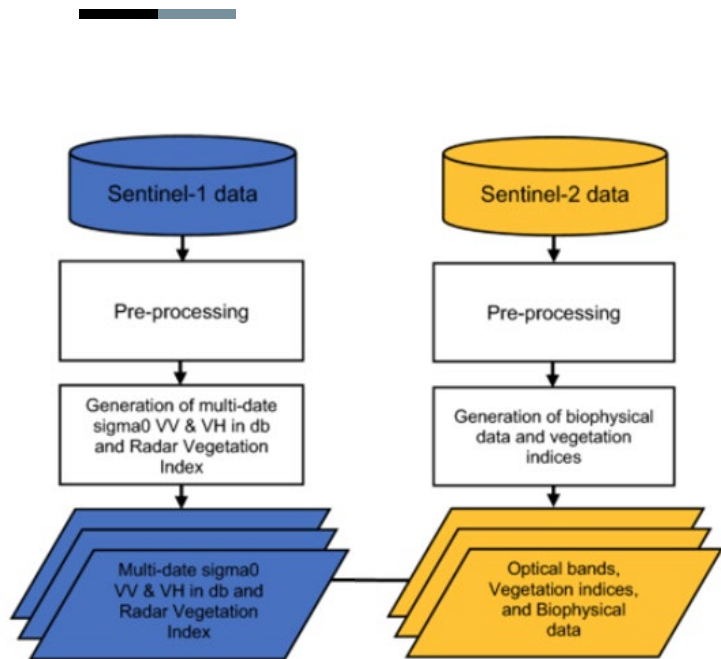 Sentinel-1 data
Sentinel-2 data
Pre-processing
Pre-processing
Generation of multi-date
sigma0 VV & VH in db
and Radar Vegetation
Index
Generation of biophysical
data and vegetation
indices
Multi-date sigma0
VV & VH in db and
Radar Vegetation
Index
Optical bands,
Vegetation indices,
and Biophysical
data